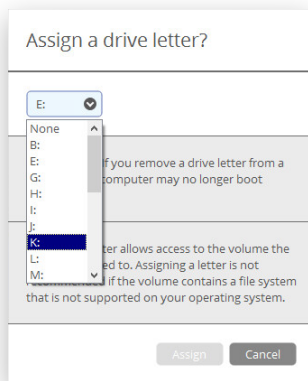 Assign a drive letter?
E:
None
B:
E:
G:
H:
I:
J:
K:
L:
M:
if you remove a drive letter from a
computer may no longer boot
ter allows access to the volume the
ed to. Assigning a letter is not
if the volume contains a file system
that is not supported on your operating system.
Assign
Cancel